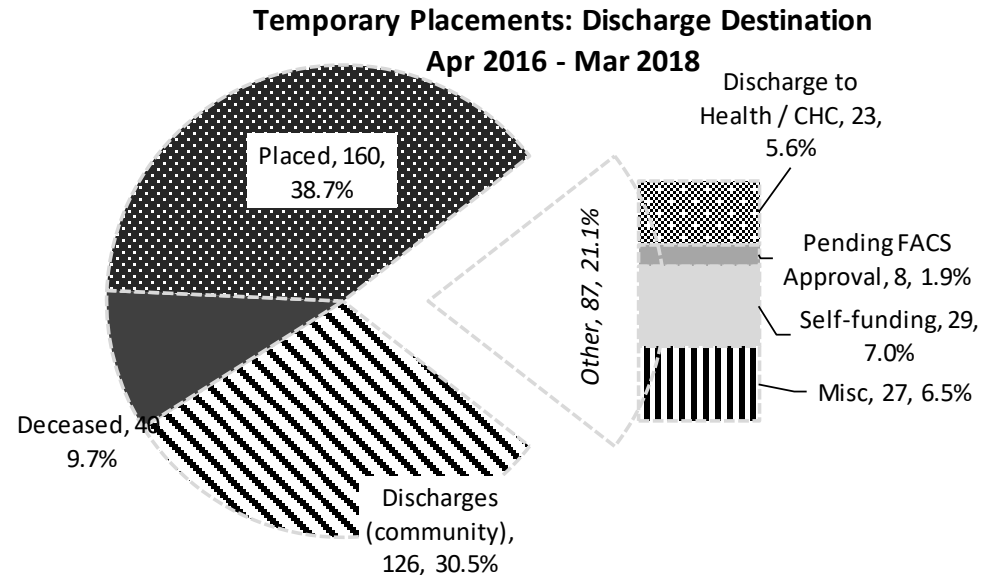 Temporary Placements: Discharge Destination
Apr 2016 - Mar 2018
Placed, 160,
38.7%
Deceased, 40
9.7%
Discharges
(community),
126, 30.5%
Other, 87, 21.1%
Discharge to
Health / CHC, 23,
5.6%
Pending FACS
Approval, 8, 1.9%
Self-funding, 29,
7.0%
Misc, 27, 6.5%